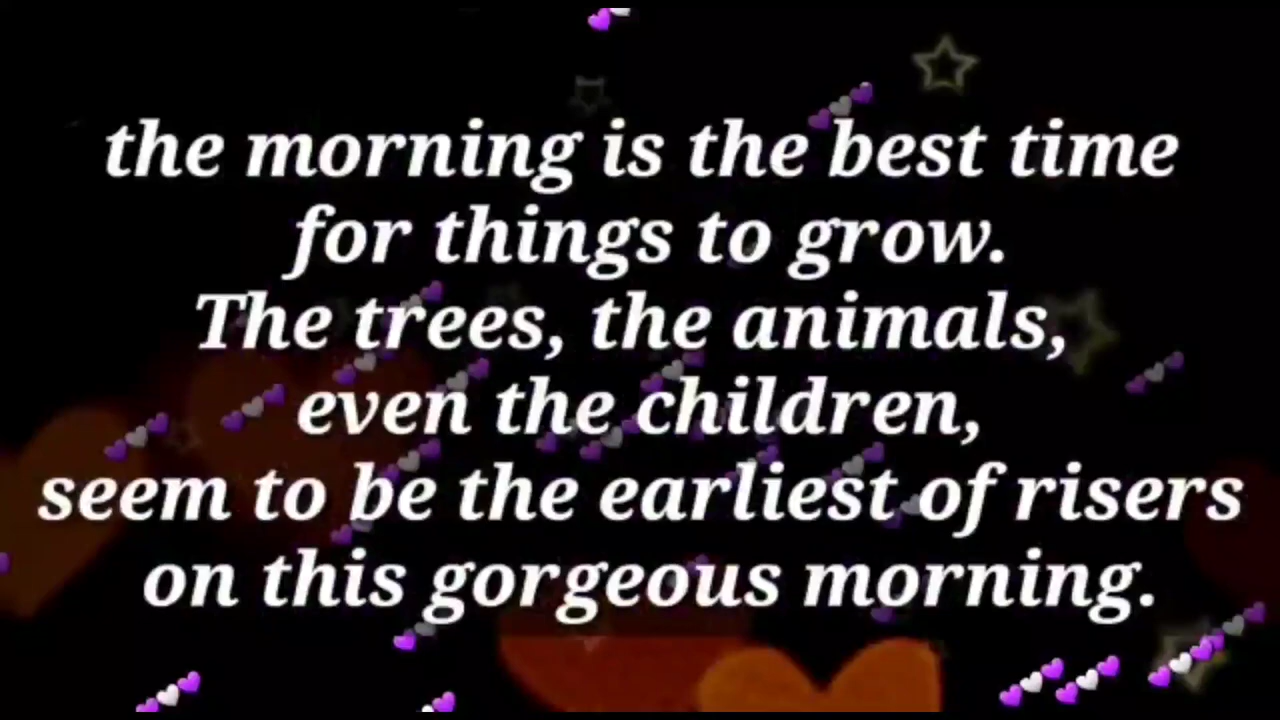 the morning is the best time
for things to grow.
The trees, the animals,
even the children,
seem to be the earliest of risers
on this gorgeous morning.